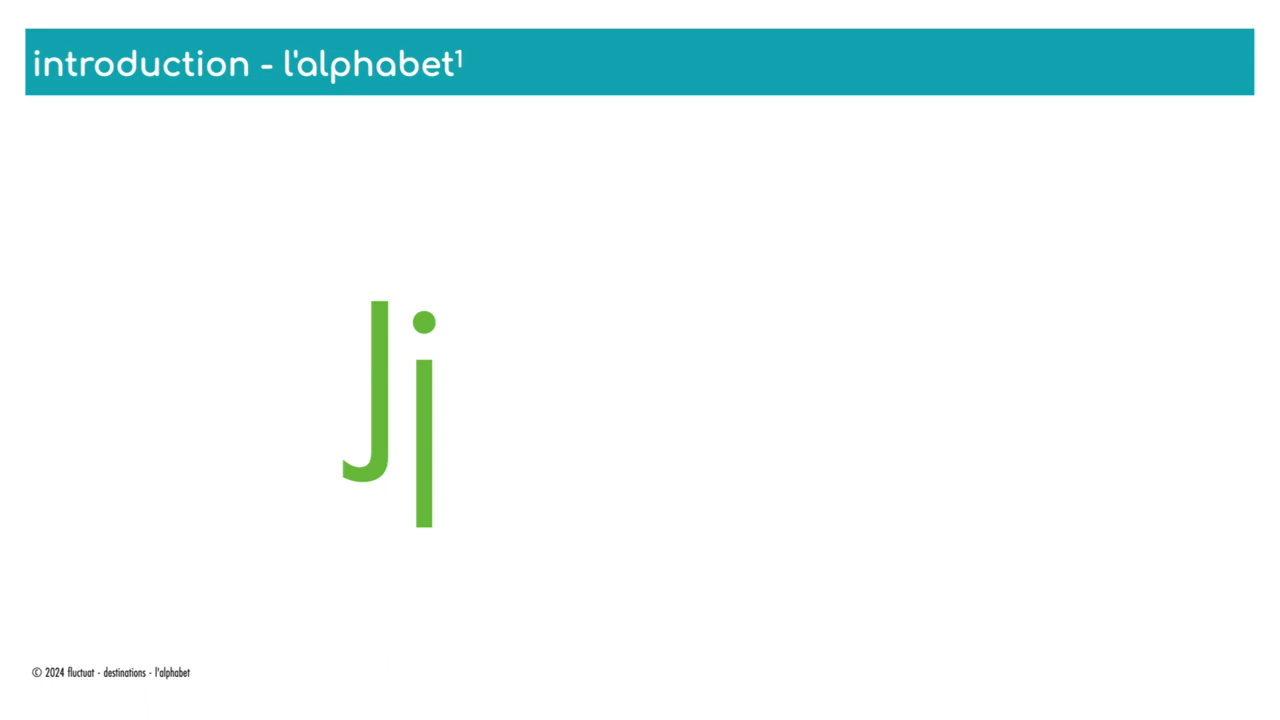 introduction - l'alphabet¹
Jj
© 2024 fluctuat - destinations - l'alphabet